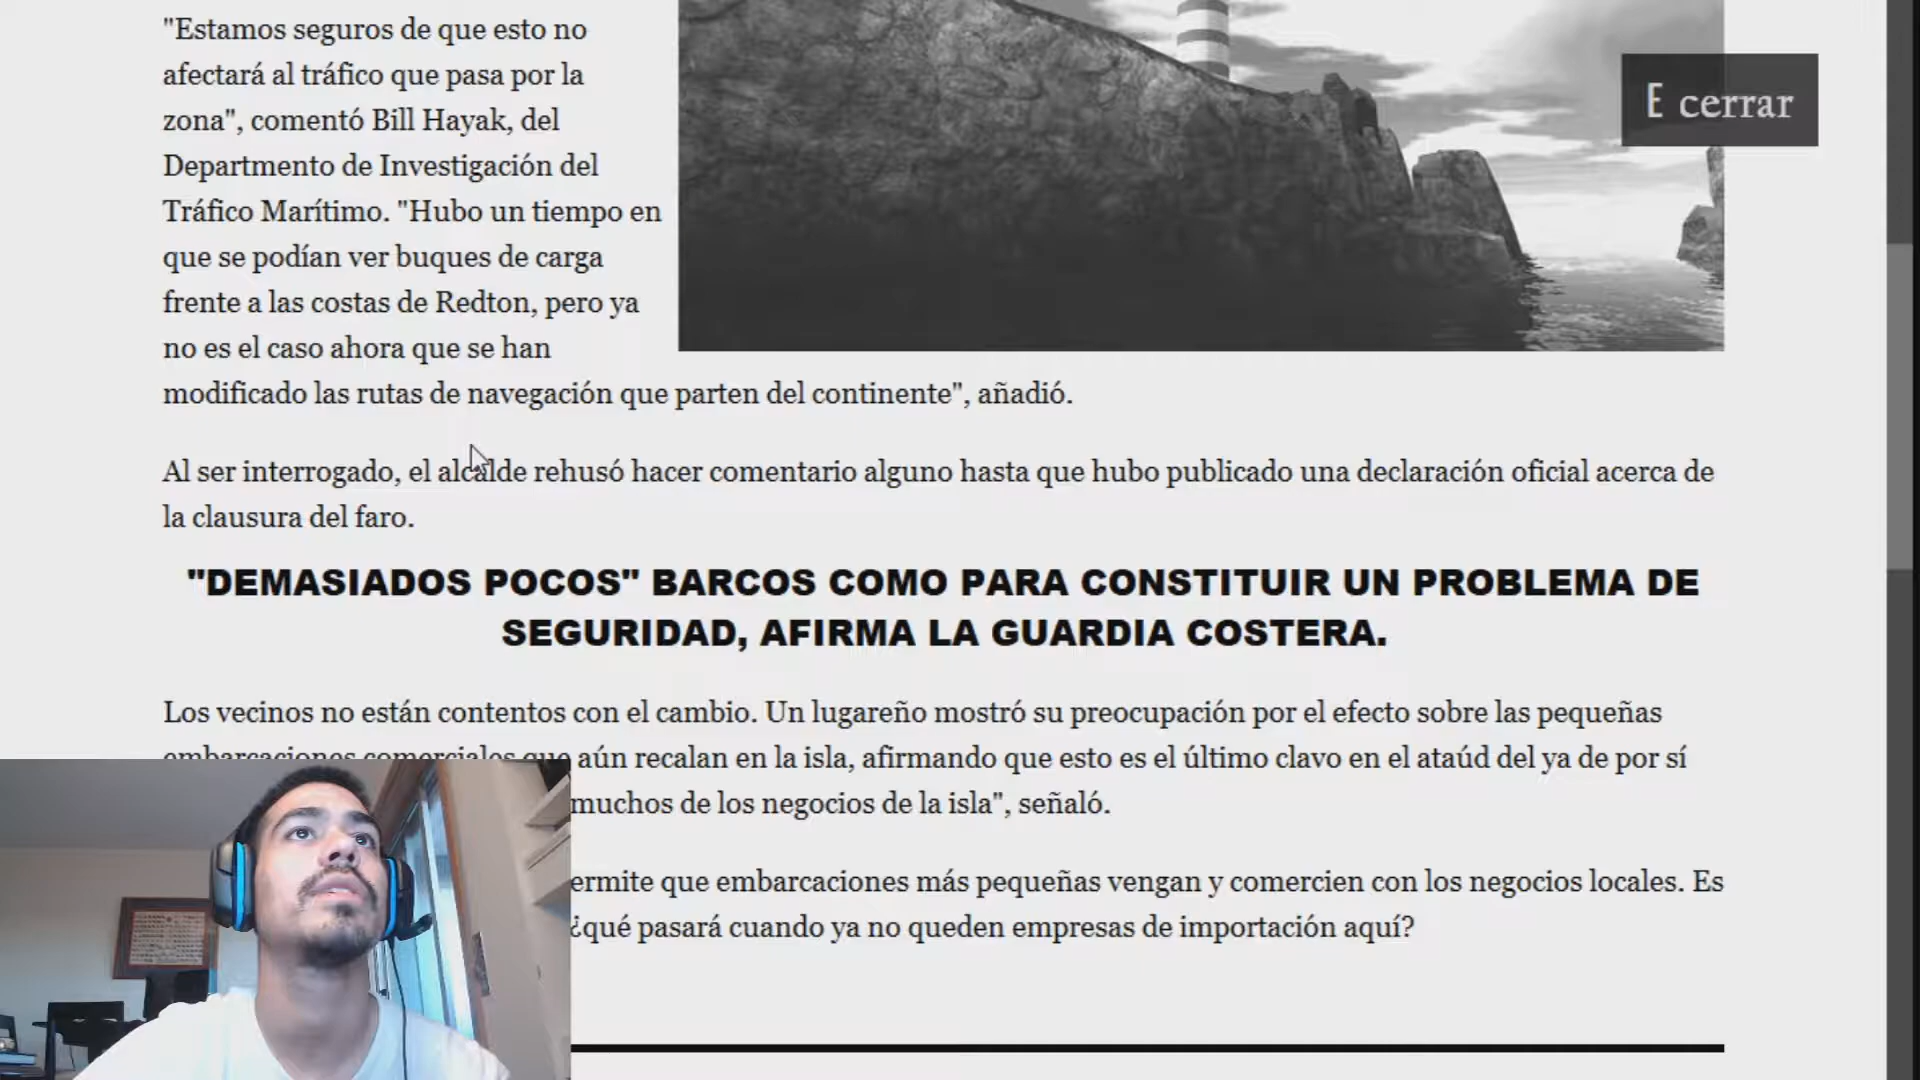 "Estamos seguros de que esto no
afectará al tráfico que pasa por la
zona", comentó Bill Hayak, del
Departmento de Investigación del
Tráfico Marítimo. "Hubo un tiempo en
que se podían ver buques de carga
frente a las costas de Redton, pero ya
no es el caso ahora que se han
modificado las rutas de navegación que parten del continente", añadió.
E cerrar
Al ser interrogado, el alcalde rehusó hacer comentario alguno hasta que hubo publicado una declaración oficial acerca de
la clausura del faro.
"DEMASIADOS POCOS" BARCOS COMO PARA CONSTITUIR UN PROBLEMA DE
SEGURIDAD, AFIRMA LA GUARDIA COSTERA.
Los vecinos no están contentos con el cambio. Un lugareño mostró su preocupación por el efecto sobre las pequeñas
embarcaciones comerciales que aún recalan en la isla, afirmando que esto es el último clavo en el ataúd del ya de por sí
muchos de los negocios de la isla", señaló.
ermite que embarcaciones más pequeñas vengan y comercien con los negocios locales. Es
¿qué pasará cuando ya no queden empresas de importación aquí?